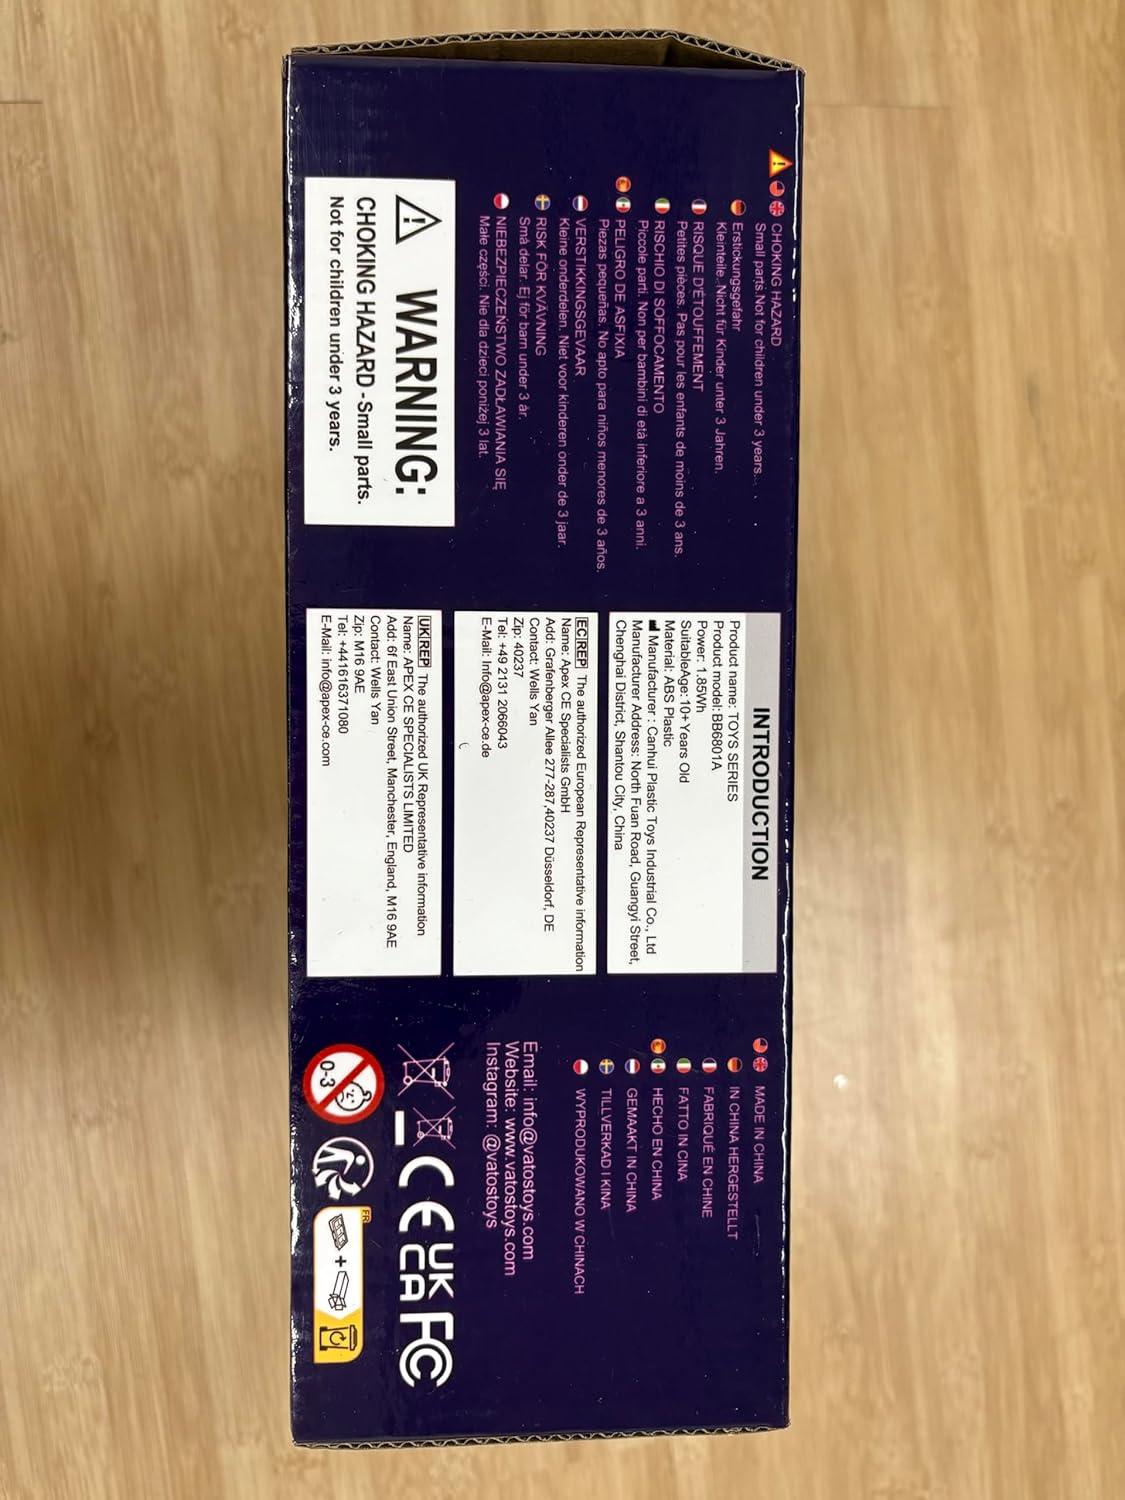 CHOKING HAZARD
Small parts.Not for children under 3 years.
Erstickungsgefahr
Kleinteile. Nicht für Kinder unter 3 Jahren.
RISQUE D'ÉTOUFFEMENT
Petites pièces. Pas pour les enfants de moins de 3 ans.
RISCHIO DI SOFFOCAMENTO
Piccole parti. Non per bambini di età inferiore a 3 anni.
PELIGRO DE ASFIXIA
Piezas pequeñas. No apto para niños menores de 3 años.
VERSTIKKINGSGEVAAR
Kleine onderdelen. Niet voor kinderen onder de 3 jaar.
RISK FÖR KVÄVNING
Små delar. Ej för barn under 3 år.
NIEBEZPIECZEŃSTWO ZADŁAWIANIA SIĘ
Małe części. Nie dla dzieci poniżej 3 lat.
WARNING:
CHOKING HAZARD-Small parts.
Not for children under 3 years.
INTRODUCTION
Product name: TOYS SERIES
Product model: BB6801A
Power: 1.85Wh
SuitableAge:10+Years Old
Material: ABS Plastic
Manufacturer : Canhui Plastic Toys Industrial Co., Ltd
Manufacturer Address: North Fuan Road, Guangyi Street,
Chenghai District, Shantou City, China
EC REP The authorized European Representative information
Name: Apex CE Specialists GmbH
Add: Grafenberger Allee 277-287,40237 Düsseldorf, DE
Contact: Wells Yan
Zip: 40237
Tel: +49 2131 2066043
E-Mail: Info@apex-ce.de
UK REP The authorized UK Representative information
Name: APEX CE SPECIALISTS LIMITED
Add: 6f East Union Street, Manchester, England, M16 9AE
Contact: Wells Yan
Zip: M16 9AE
Tel: +441616371080
E-Mail: info@apex-ce.com
MADE IN CHINA
IN CHINA HERGESTELLT
FABRIQUÉ EN CHINE
FATTO IN CINA
HECHO EN CHINA
GEMAAKT IN CHINA
TILLVERKAD I KINA
WYPRODUKOWANO W CHINACH
Email: info@vatostoys.com
Website: www.vatostoys.com
Instagram: @vatostoys
CE UK CA FC
0-3
FR
+